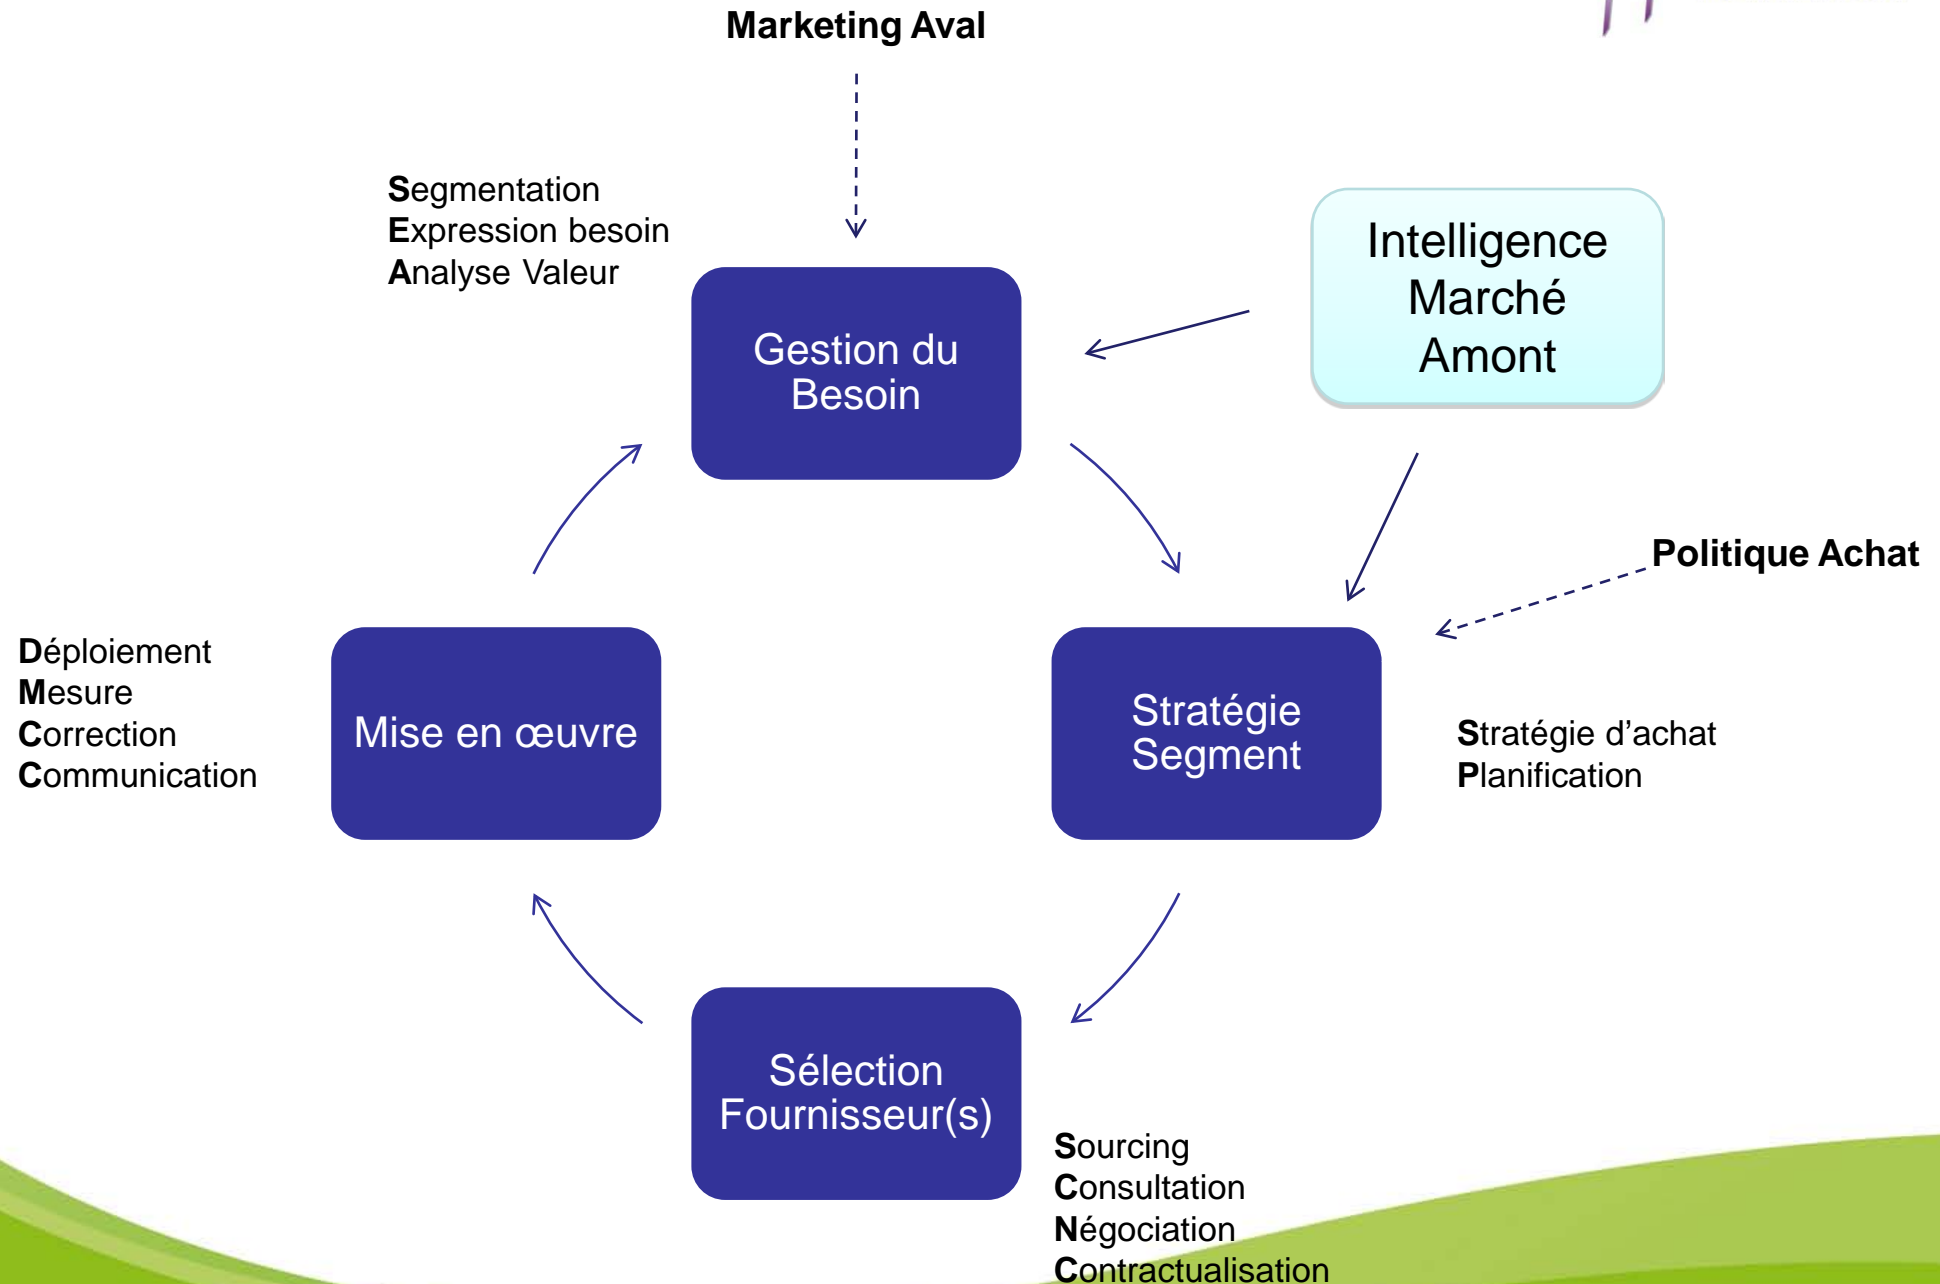 Marketing Aval
Segmentation
Expression besoin
Analyse Valeur
Intelligence
Marché
Amont
Gestion du
Besoin
Politique Achat
Déploiement
Mesure
Correction
Communication
Mise en œuvre
Stratégie
Segment
Stratégie d’achat
Planification
Sélection
Fournisseur(s)
Sourcing
Consultation
Négociation
Contractualisation